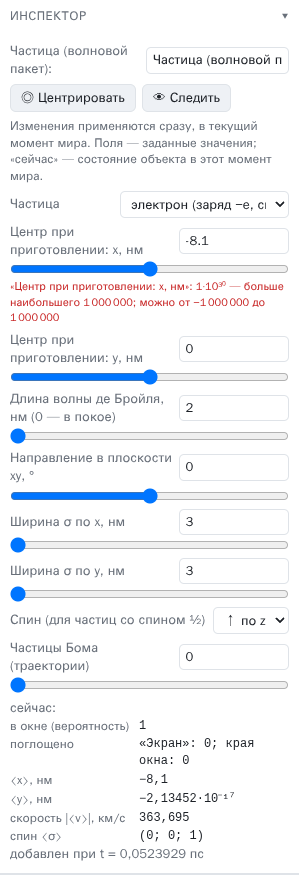 ИНСПЕКТОР ▼
Частица (волновой
пакет):
Частица (волновой п
◎ Центрировать
👁 Следить
Изменения применяются сразу, в текущий
момент мира. Поля — заданные значения;
«сейчас» — состояние объекта в этот момент
мира.
Частица
электрон (заряд −e, сг
Центр при
приготовлении: x, нм
-8.1
«Центр при приготовлении: x, нм»: 1·10³⁰ — больше
наибольшего 1 000 000; можно от −1 000 000 до
1 000 000
Центр при
приготовлении: y, нм
0
Длина волны де Бройля,
нм (0 — в покое)
2
Направление в плоскости
xy, °
0
Ширина σ по x, нм
3
Ширина σ по y, нм
3
Спин (для частиц со спином ½)
↑ по z
Частицы Бома
(траектории)
0
сейчас:
в окне (вероятность) 1
поглощено «Экран»: 0; края
окна: 0
⟨x⟩, нм −8,1
⟨y⟩, нм −2,13452·10⁻¹⁷
скорость |⟨v⟩|, км/с 363,695
спин ⟨σ⟩ (0; 0; 1)
добавлен при t = 0,0523929 пс